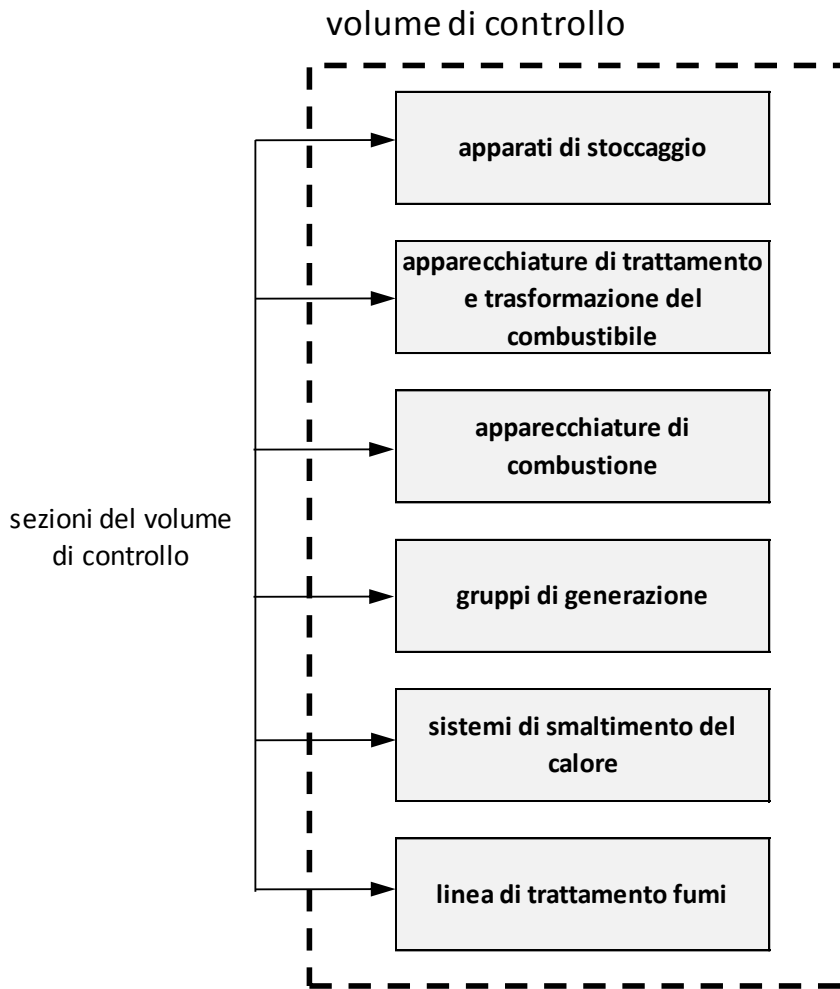 volume di controllo
apparati di stoccaggio
apparecchiature di trattamento
e trasformazione del
combustibile
apparecchiature di
combustione
sezioni del volume
di controllo
gruppi di generazione
sistemi di smaltimento del
calore
linea di trattamento fumi